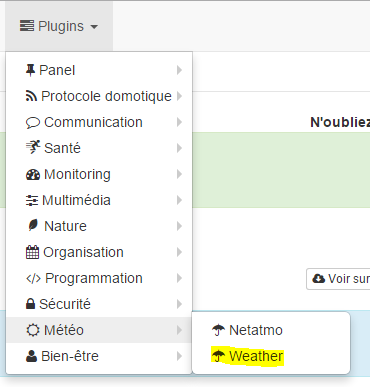 Plugins
Panel
Protocole domotique
Communication
N'oubliez
Santé
Monitoring
Multimédia
Nature
Organisation
Programmation
Voir sur
Sécurité
Météo
Netatmo
Bien-être
Weather